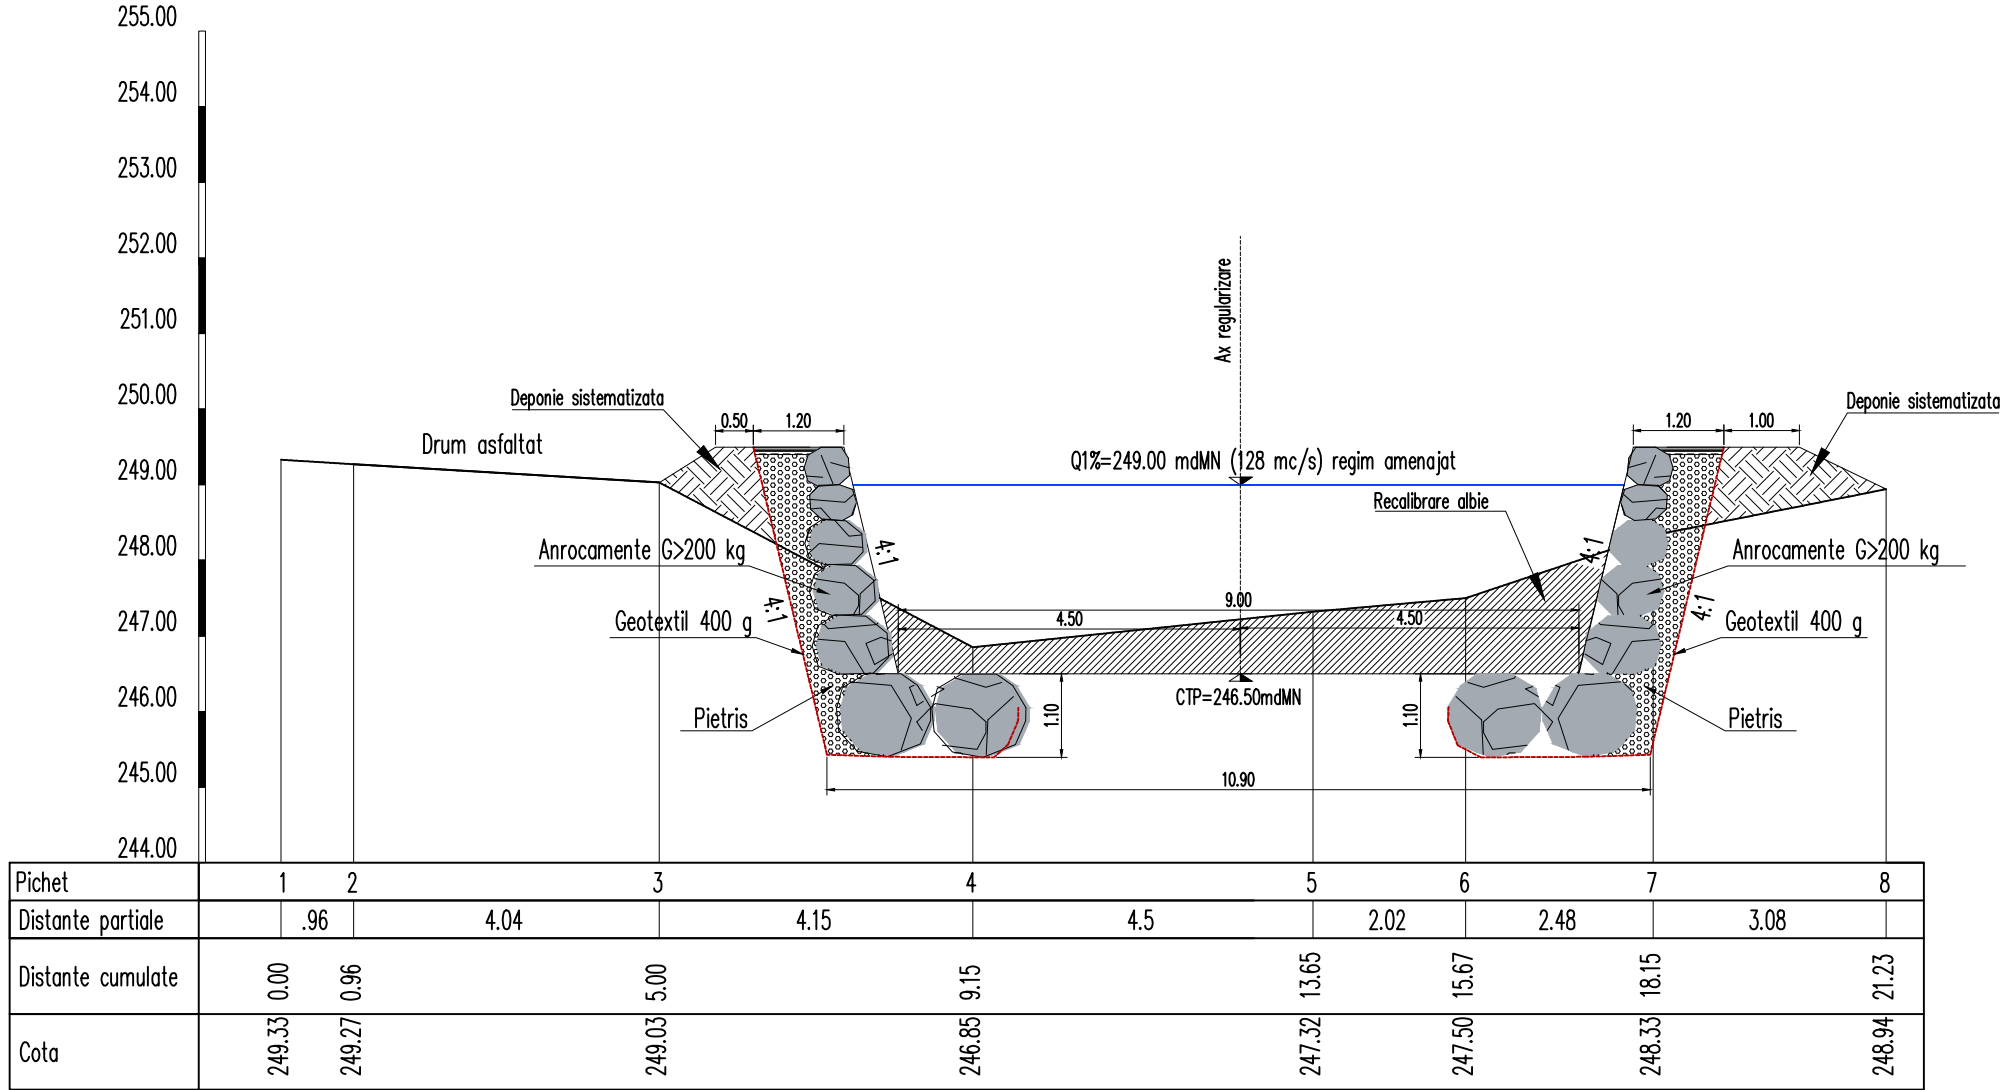 255.00
254.00
253.00
252.00
251.00
250.00
249.00
248.00
247.00
246.00
245.00
244.00
Ax regularizare
Deponie sistematizata
0.50
1.20
Drum asfaltat
Q1%=249.00 mdMN (128 mc/s) regim amenajat
1.20
1.00
Deponie sistematizata
Recalibrare albie
Anrocamente G>200 kg
4:1
4:1
Anrocamente G>200 kg
4:1
9.00
4:1
Geotextil 400 g
4.50
4.50
Geotextil 400 g
Pietris
1.10
CTP=246.50mdMN
1.10
Pietris
10.90
Pichet 1 2 3 4 5 6 7 8
Distante partiale .96 4.04 4.15 4.5 2.02 2.48 3.08
Distante cumulate 0.00 0.96 5.00 9.15 13.65 15.67 18.15 21.23
Cota 249.33 249.27 249.03 246.85 247.32 247.50 248.33 248.94